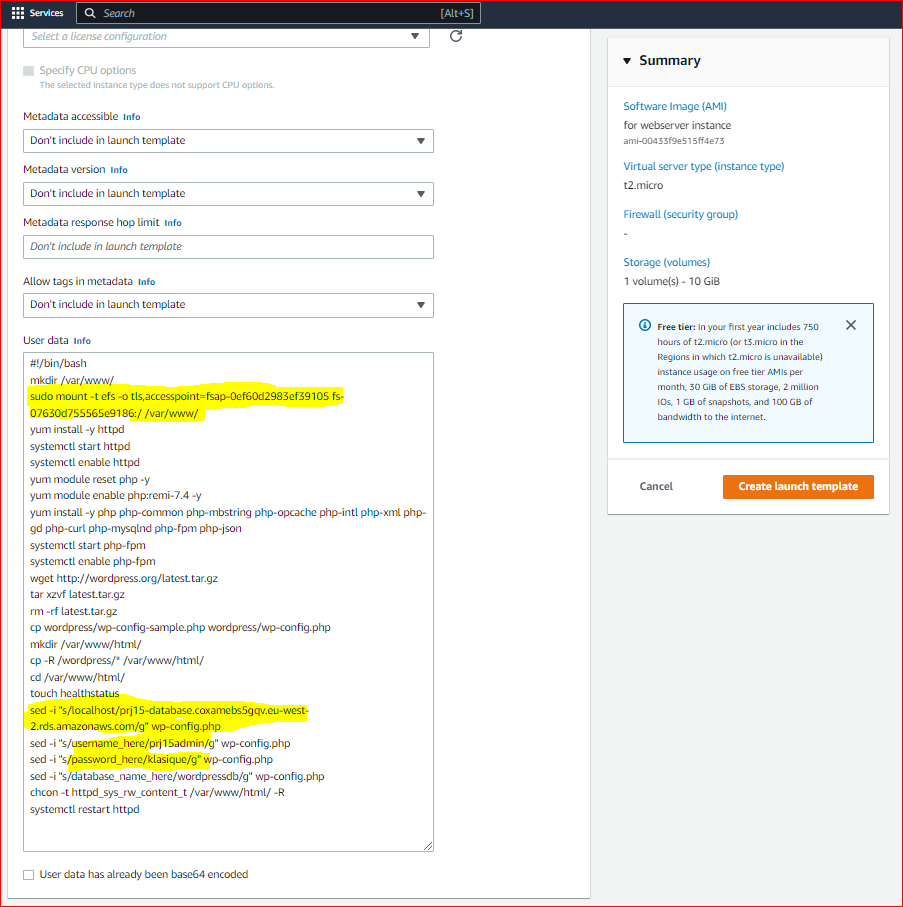 Services
Search
[Alt+S]
Select a license configuration
Specify CPU options
The selected instance type does not support CPU options.
Metadata accessible Info
Don't include in launch template
Metadata version Info
Don't include in launch template
Metadata response hop limit Info
Don't include in launch template
Allow tags in metadata Info
Don't include in launch template
User data Info
#!/bin/bash
mkdir /var/www/
sudo mount -t efs -o tls,accesspoint=fsap-0ef60d2983ef39105 fs-
07630d755565e9186:/ /var/www/
yum install -y httpd
systemctl start httpd
systemctl enable httpd
yum module reset php -y
yum module enable php:remi-7.4 -y
yum install -y php php-common php-mbstring php-opcache php-intl php-xml php-
gd php-curl php-mysqlnd php-fpm php-json
systemctl start php-fpm
systemctl enable php-fpm
wget http://wordpress.org/latest.tar.gz
tar xzvf latest.tar.gz
rm -rf latest.tar.gz
cp wordpress/wp-config-sample.php wordpress/wp-config.php
mkdir /var/www/html/
cp -R /wordpress/* /var/www/html/
cd /var/www/html/
touch healthstatus
sed -i "s/localhost/prj15-database.coxamebs5gqv.eu-west-
2.rds.amazonaws.com/g" wp-config.php
sed -i "s/username_here/prj15admin/g" wp-config.php
sed -i "s/password_here/klasique/g" wp-config.php
sed -i "s/database_name_here/wordpressdb/g" wp-config.php
chcon -t httpd_sys_rw_content_t /var/www/html/ -R
systemctl restart httpd
User data has already been base64 encoded
Summary
Software Image (AMI)
for webserver instance
ami-00433f9e515ff4e73
Virtual server type (instance type)
t2.micro
Firewall (security group)
-
Storage (volumes)
1 volume(s) - 10 GiB
Free tier: In your first year includes 750
hours of t2.micro (or t3.micro in the
Regions in which t2.micro is unavailable)
instance usage on free tier AMIs per
month, 30 GiB of EBS storage, 2 million
IOs, 1 GB of snapshots, and 100 GB of
bandwidth to the internet.
Cancel
Create launch template